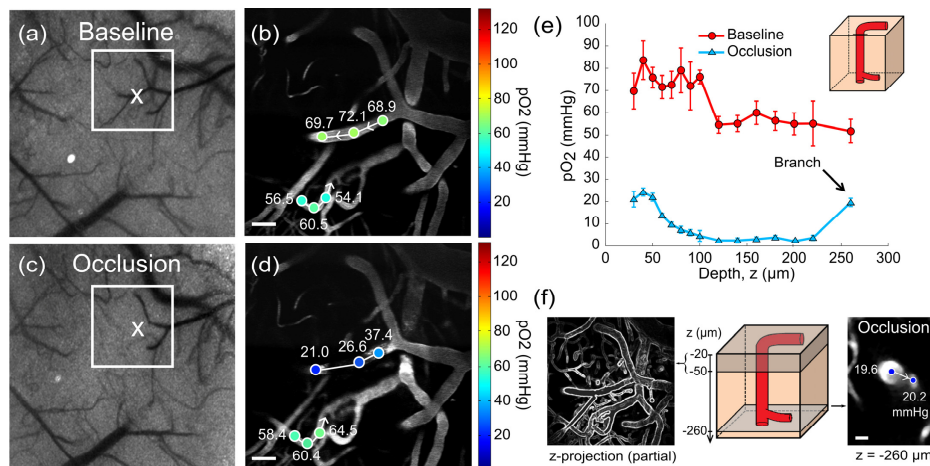 (a)
Baseline
X
(b)
69.7
72.1
68.9
56.5
60.5
54.1
120
100
80
60
40
20
pO2 (mmHg)
(c)
Occlusion
X
(d)
21.0
26.6
37.4
58.4
60.4
64.5
120
100
80
60
40
20
pO2 (mmHg)
(e)
Baseline
Occlusion
pO₂ (mmHg)
100
90
80
70
60
50
40
30
20
10
0
Branch
0
50
100
150
200
250
300
Depth, z (µm)
(f)
z-projection (partial)
z (µm)
-20
-50
-260
Occlusion
19.6
20.2
mmHg
z = -260 µm